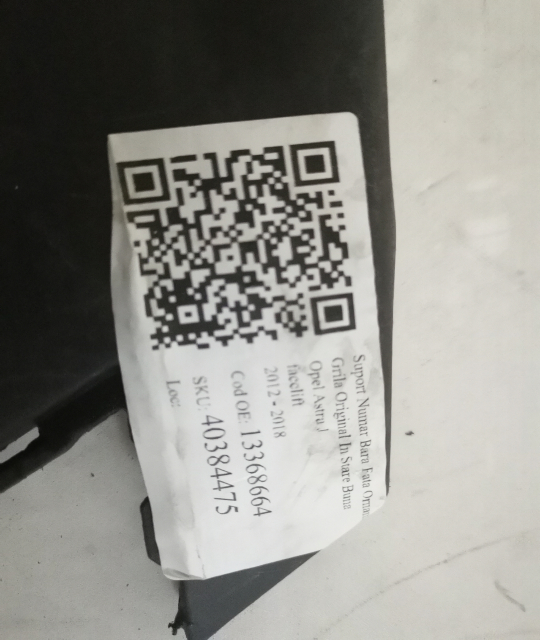 Suport Numar Bara Fata
Grila Original In Stare Buna
Opel Astra J
facelift
2012 - 2018
Cod OE: 13368664
SKU: 40384475
Loc: